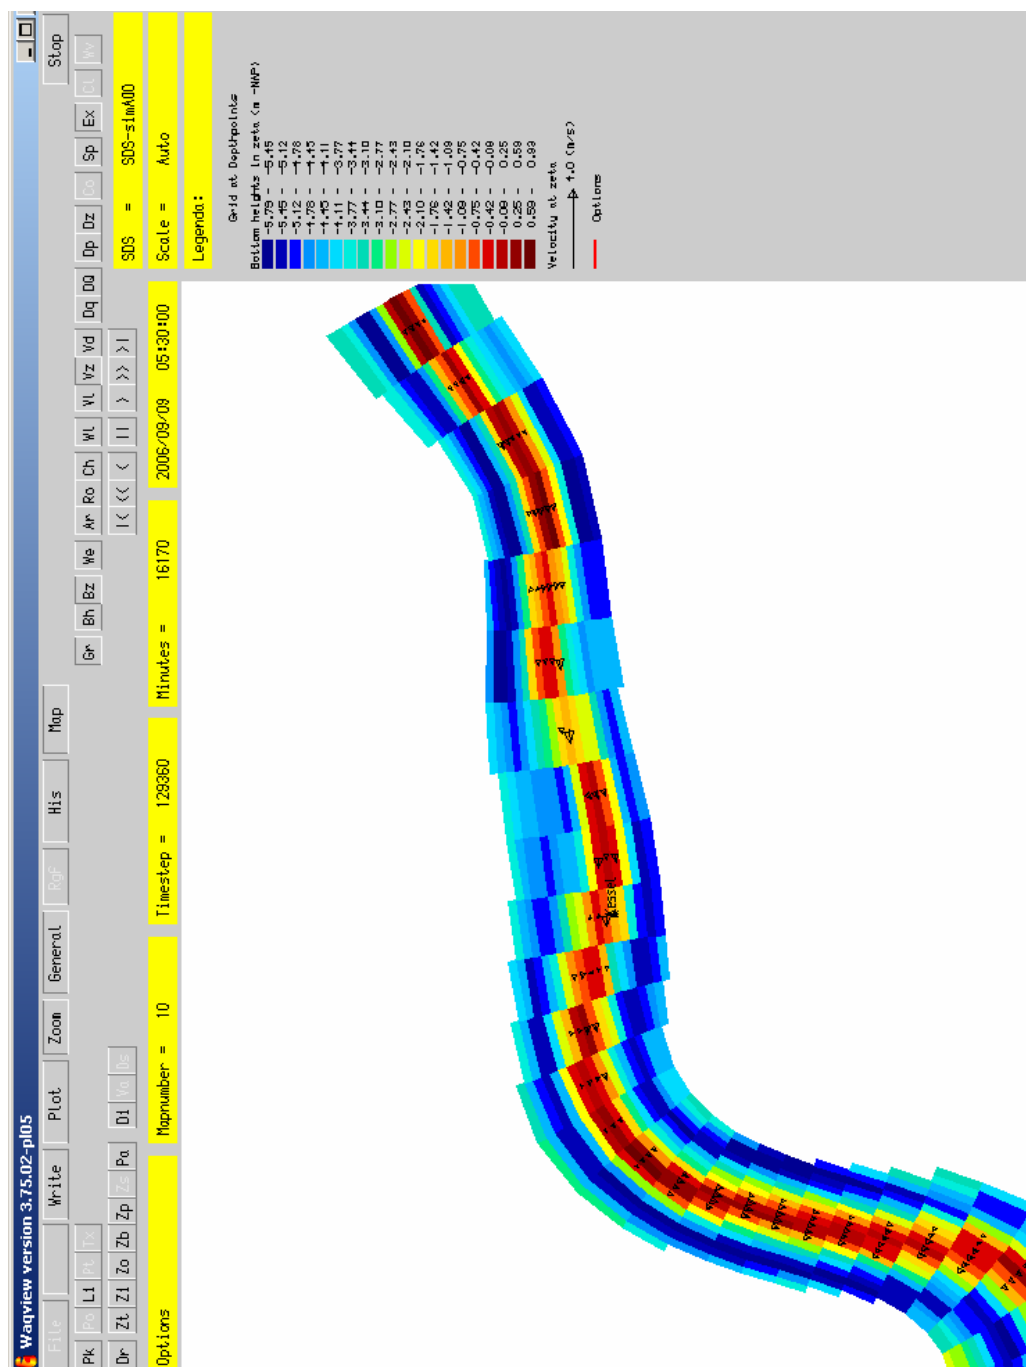 Waqview version 3.75.02-pl05
File Write Plot Zoom General RgF His Map Stop
Pk Po Li Pt Tx Gr Bh Bz We Ar Ro Ch Wl VL Vz Vd Dq DQ Dp Dz Co Sp Ex CL Wv
Dr Zt Zi Zo Zb Zp Zs Pa Di Va Ds |< << < || > >> >| SDS = SDS-simA00
Options Mapnumber = 10 Timestep = 129360 Minutes = 16170 2006/09/09 05:30:00 Scale = Auto
Legenda:
Grid at Depthpoints
Bottom heights in zeta (m -NAP)
-5.79 - -5.45
-5.45 - -5.12
-5.12 - -4.78
-4.78 - -4.45
-4.45 - -4.11
-4.11 - -3.77
-3.77 - -3.44
-3.44 - -3.10
-3.10 - -2.77
-2.77 - -2.43
-2.43 - -2.10
-2.10 - -1.76
-1.76 - -1.42
-1.42 - -1.09
-1.09 - -0.75
-0.75 - -0.42
-0.42 - -0.08
-0.08 - 0.25
0.25 - 0.59
0.59 - 0.93
Velocity at zeta
4.0 (m/s)
Options
Vessel